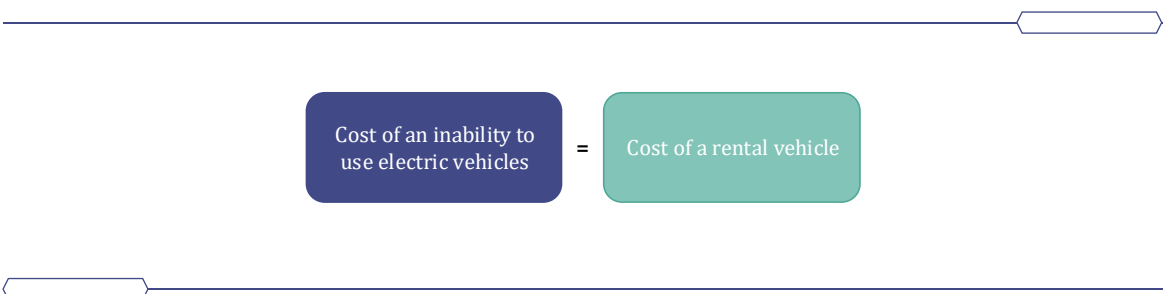 Cost of an inability to
use electric vehicles
=
Cost of a rental vehicle